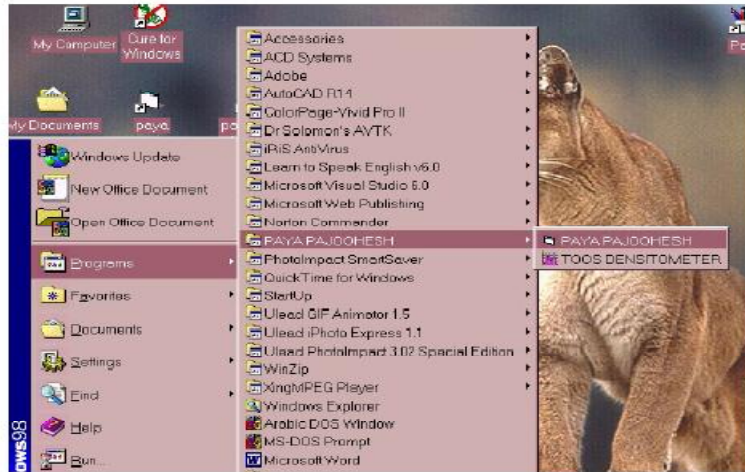 My Computer
Cure for
Windows
My Documents
paya
Windows Update
New Office Document
Open Office Document
Programs
Favorites
Documents
Settings
Find
Help
Run...
ows98
Accessories
ACD Systems
Adobe
AutoCAD R14
ColorPage-Vivid Pro II
Dr Solomon's AVTK
IRiS AntiVirus
Learn to Speak English v6.0
Microsoft Visual Studio 6.0
Microsoft Web Publishing
Norton Commander
PAYA PAJOOHESH
PhotoImpact SmartSaver
QuickTime for Windows
StartUp
Ulead GIF Animator 1.5
Ulead iPhoto Express 1.1
Ulead PhotoImpact 3.02 Special Edition
WinZip
XingMPEG Player
Windows Explorer
Arabic DOS Window
MS-DOS Prompt
Microsoft Word
PAYA PAJOOHESH
TOOS DENSITOMETER